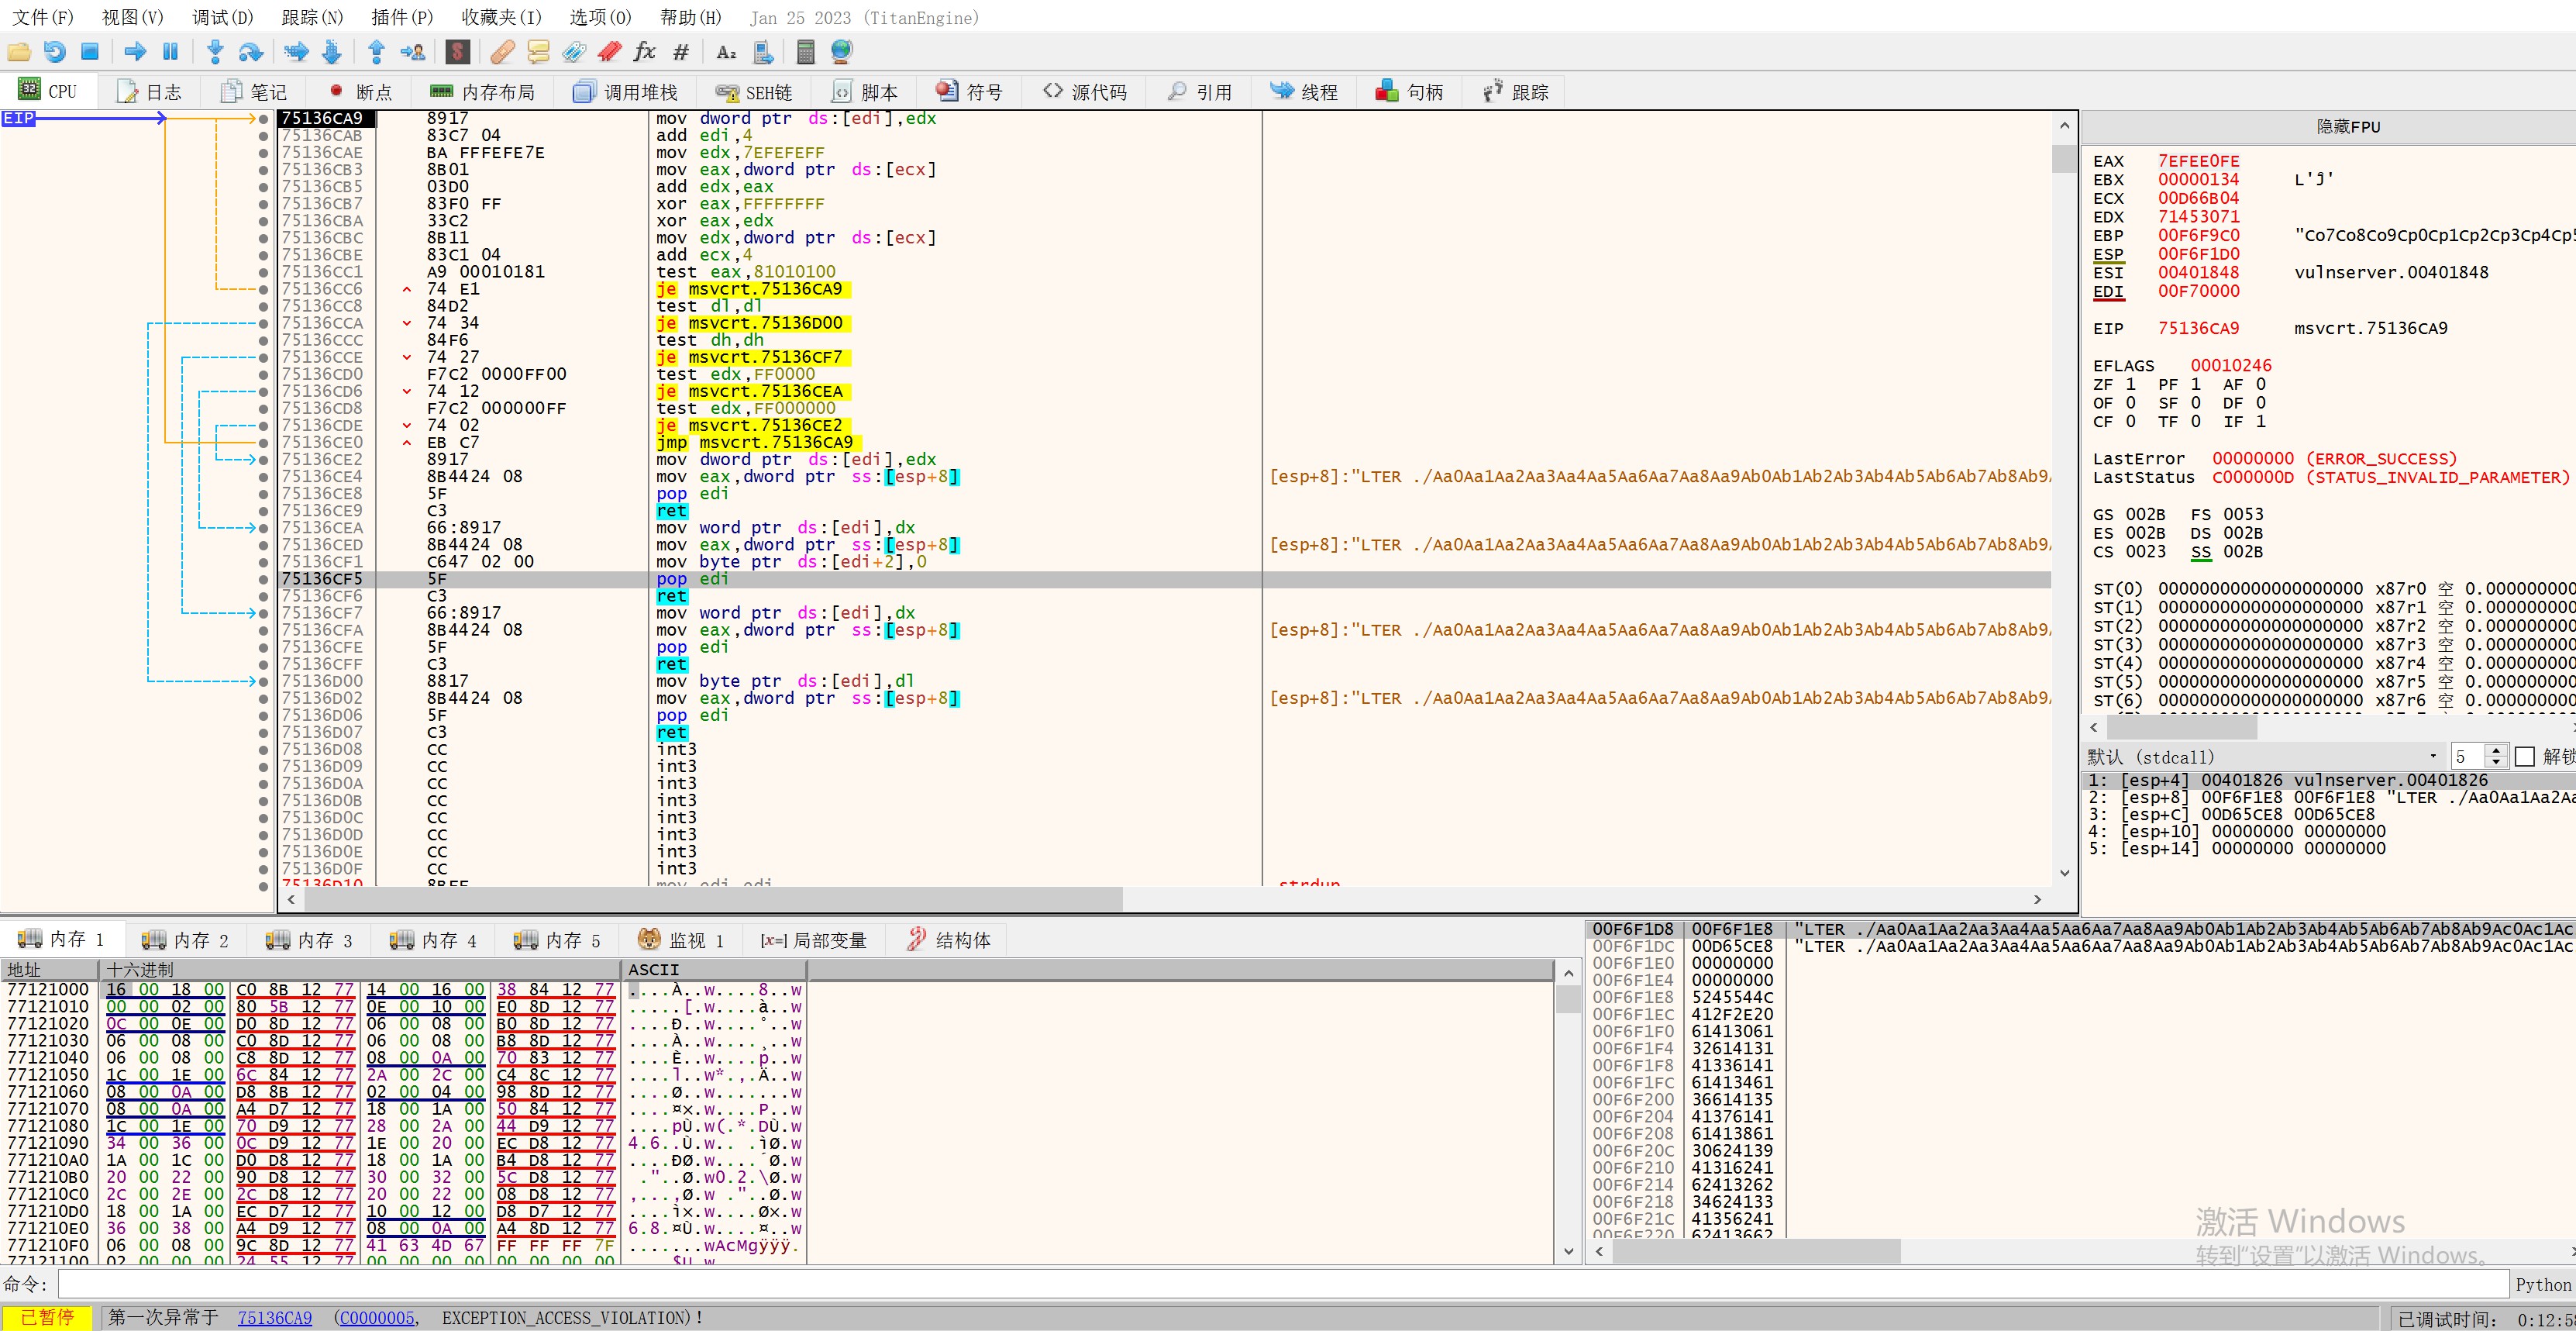 文件(F) 视图(V) 调试(D) 跟踪(N) 插件(P) 收藏夹(I) 选项(O) 帮助(H) Jan 25 2023 (TitanEngine)
CPU 日志 笔记 断点 内存布局 调用堆栈 SEH链 脚本 符号 源代码 引用 线程 句柄 跟踪
EIP
75136CA9 8917 mov dword ptr ds:[edi],edx
75136CAB 83C7 04 add edi,4
75136CAE BA FFFEFE7E mov edx,7EFEFEFF
75136CB3 8B01 mov eax,dword ptr ds:[ecx]
75136CB5 03D0 add edx,eax
75136CB7 83F0 FF xor eax,FFFFFFFF
75136CBA 33C2 xor eax,edx
75136CBC 8B11 mov edx,dword ptr ds:[ecx]
75136CBE 83C1 04 add ecx,4
75136CC1 A9 00010181 test eax,81010100
75136CC6 74 E1 je msvcrt.75136CA9
75136CC8 84D2 test dl,dl
75136CCA 74 34 je msvcrt.75136D00
75136CCC 84F6 test dh,dh
75136CCE 74 27 je msvcrt.75136CF7
75136CD0 F7C2 0000FF00 test edx,FF0000
75136CD6 74 12 je msvcrt.75136CEA
75136CD8 F7C2 000000FF test edx,FF000000
75136CDE 74 02 je msvcrt.75136CE2
75136CE0 EB C7 jmp msvcrt.75136CA9
75136CE2 8917 mov dword ptr ds:[edi],edx
75136CE4 8B4424 08 mov eax,dword ptr ss:[esp+8] [esp+8]:"LTER ./Aa0Aa1Aa2Aa3Aa4Aa5Aa6Aa7Aa8Aa9Ab0Ab1Ab2Ab3Ab4Ab5Ab6Ab7Ab8Ab9
75136CE8 5F pop edi
75136CE9 C3 ret
75136CEA 66:8917 mov word ptr ds:[edi],dx
75136CED 8B4424 08 mov eax,dword ptr ss:[esp+8] [esp+8]:"LTER ./Aa0Aa1Aa2Aa3Aa4Aa5Aa6Aa7Aa8Aa9Ab0Ab1Ab2Ab3Ab4Ab5Ab6Ab7Ab8Ab9
75136CF1 C647 02 00 mov byte ptr ds:[edi+2],0
75136CF5 5F pop edi
75136CF6 C3 ret
75136CF7 66:8917 mov word ptr ds:[edi],dx
75136CFA 8B4424 08 mov eax,dword ptr ss:[esp+8] [esp+8]:"LTER ./Aa0Aa1Aa2Aa3Aa4Aa5Aa6Aa7Aa8Aa9Ab0Ab1Ab2Ab3Ab4Ab5Ab6Ab7Ab8Ab9
75136CFE 5F pop edi
75136CFF C3 ret
75136D00 8817 mov byte ptr ds:[edi],dl
75136D02 8B4424 08 mov eax,dword ptr ss:[esp+8] [esp+8]:"LTER ./Aa0Aa1Aa2Aa3Aa4Aa5Aa6Aa7Aa8Aa9Ab0Ab1Ab2Ab3Ab4Ab5Ab6Ab7Ab8Ab9
75136D06 5F pop edi
75136D07 C3 ret
75136D08 CC int3
75136D09 CC int3
75136D0A CC int3
75136D0B CC int3
75136D0C CC int3
75136D0D CC int3
75136D0E CC int3
75136D0F CC int3
75136D10 8BFF mov edi,edi strdup
隐藏FPU
EAX 7EFEE0FE
EBX 00000134 L'Ĵ'
ECX 00D66B04
EDX 71453071
EBP 00F6F9C0 "Co7Co8Co9Cp0Cp1Cp2Cp3Cp4Cp5
ESP 00F6F1D0
ESI 00401848 vulnserver.00401848
EDI 00F70000
EIP 75136CA9 msvcrt.75136CA9
EFLAGS 00010246
ZF 1 PF 1 AF 0
OF 0 SF 0 DF 0
CF 0 TF 0 IF 1
LastError 00000000 (ERROR_SUCCESS)
LastStatus C000000D (STATUS_INVALID_PARAMETER)
GS 002B FS 0053
ES 002B DS 002B
CS 0023 SS 002B
ST(0) 00000000000000000000 x87r0 空 0.000000000
ST(1) 00000000000000000000 x87r1 空 0.000000000
ST(2) 00000000000000000000 x87r2 空 0.000000000
ST(3) 00000000000000000000 x87r3 空 0.000000000
ST(4) 00000000000000000000 x87r4 空 0.000000000
ST(5) 00000000000000000000 x87r5 空 0.000000000
ST(6) 00000000000000000000 x87r6 空 0.000000000
默认 (stdcall) 5 解锁
1: [esp+4] 00401826 vulnserver.00401826
2: [esp+8] 00F6F1E8 00F6F1E8 "LTER ./Aa0Aa1Aa2Aa
3: [esp+C] 00D65CE8 00D65CE8
4: [esp+10] 00000000 00000000
5: [esp+14] 00000000 00000000
内存 1 内存 2 内存 3 内存 4 内存 5 监视 1 [x=] 局部变量 结构体
地址 十六进制 ASCII
77121000 16 00 18 00 C0 8B 12 77 14 00 16 00 38 84 12 77 ....À..w....8..w
77121010 00 00 02 00 80 5B 12 77 0E 00 10 00 E0 8D 12 77 .....[.w....à..w
77121020 0C 00 0E 00 D0 8D 12 77 06 00 08 00 B0 8D 12 77 ....Ð..w....°..w
77121030 06 00 08 00 C0 8D 12 77 06 00 08 00 B8 8D 12 77 ....À..w....¸..w
77121040 06 00 08 00 C8 8D 12 77 08 00 0A 00 70 83 12 77 ....È..w....p..w
77121050 1C 00 1E 00 6C 84 12 77 2A 00 2C 00 C4 8C 12 77 ....l..w*.,.Ä..w
77121060 08 00 0A 00 D8 8B 12 77 02 00 04 00 98 8D 12 77 ....Ø..w.......w
77121070 08 00 0A 00 A4 D7 12 77 18 00 1A 00 50 84 12 77 ....¤×.w....P..w
77121080 1C 00 1E 00 70 D9 12 77 28 00 2A 00 44 D9 12 77 ....pÙ.w(.*.DÙ.w
77121090 34 00 36 00 0C D9 12 77 1E 00 20 00 EC D8 12 77 4.6..Ù.w.. .ìØ.w
771210A0 1A 00 1C 00 D0 D8 12 77 18 00 1A 00 B4 D8 12 77 ....ÐØ.w....´Ø.w
771210B0 20 00 22 00 90 D8 12 77 30 00 32 00 5C D8 12 77 .".Ø.w0.2.\Ø.w
771210C0 2C 00 2E 00 2C D8 12 77 20 00 22 00 08 D8 12 77 ,...,Ø.w .".Ø.w
771210D0 18 00 1A 00 EC D7 12 77 10 00 12 00 D8 D7 12 77 ....ì×.w....Ø×.w
771210E0 36 00 38 00 A4 D9 12 77 08 00 0A 00 A4 8D 12 77 6.8.¤Ù.w....¤..w
771210F0 06 00 08 00 9C 8D 12 77 41 63 4D 67 FF FF FF 7F .......wAcMgÿÿÿ.
77121100 02 00 00 00 24 55 12 77 00 00 00 00 00 00 00 00 ....$U.w
00F6F1D8 00F6F1E8 "LTER ./Aa0Aa1Aa2Aa3Aa4Aa5Aa6Aa7Aa8Aa9Ab0Ab1Ab2Ab3Ab4Ab5Ab6Ab7Ab8Ab9Ac0Ac1Ac
00F6F1DC 00D65CE8 "LTER ./Aa0Aa1Aa2Aa3Aa4Aa5Aa6Aa7Aa8Aa9Ab0Ab1Ab2Ab3Ab4Ab5Ab6Ab7Ab8Ab9Ac0Ac1Ac
00F6F1E0 00000000
00F6F1E4 00000000
00F6F1E8 5245544C
00F6F1EC 412F2E20
00F6F1F0 61413061
00F6F1F4 32614131
00F6F1F8 41336141
00F6F1FC 61413461
00F6F200 36614135
00F6F204 41376141
00F6F208 61413861
00F6F20C 30624139
00F6F210 41316241
00F6F214 62413262
00F6F218 34624133
00F6F21C 41356241
00F6F220 62413662
激活 Windows
转到"设置"以激活 Windows。
命令: Python
已暂停 第一次异常于 75136CA9 (C0000005, EXCEPTION_ACCESS_VIOLATION)! 已调试时间: 0:12:5